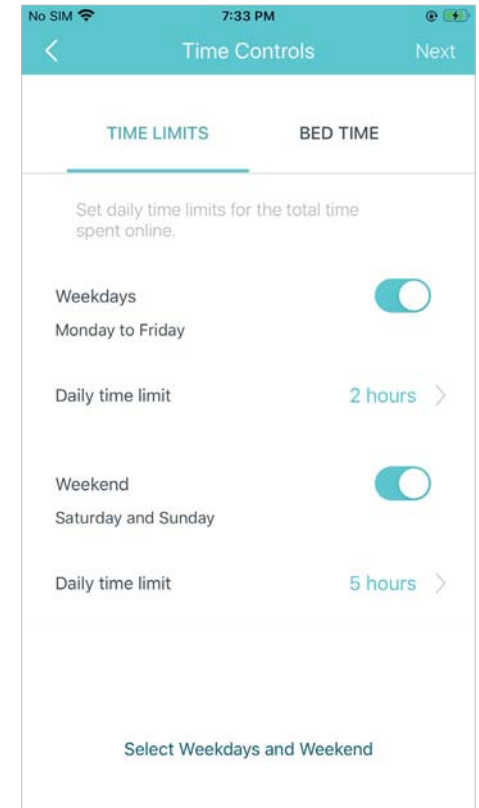 No SIM 7:33 PM
Time Controls Next
TIME LIMITS BED TIME
Set daily time limits for the total time
spent online.
Weekdays
Monday to Friday
Daily time limit 2 hours
Weekend
Saturday and Sunday
Daily time limit 5 hours
Select Weekdays and Weekend